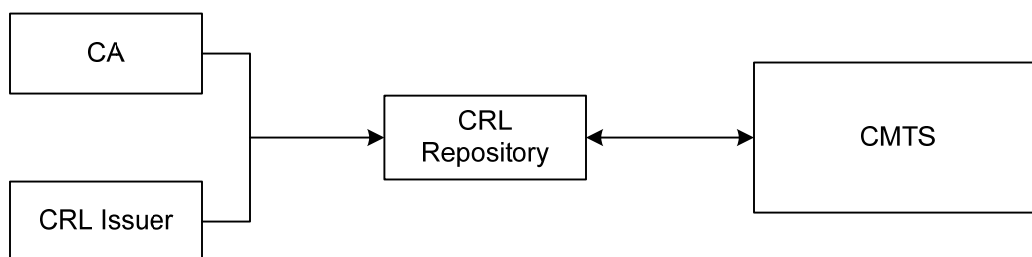 CA
CRL
Repository
CMTS
CRL Issuer